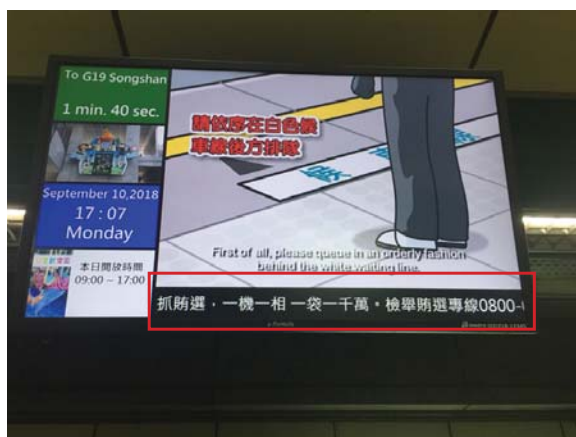 To G19 Songshan
1 min. 40 sec.
September 10,2018
17 : 07
Monday
本日開放時間
09:00 ~ 17:00
請依序在白色候
車線後方排隊
First of all, please queue in an orderly fashion
behind the white waiting line.
抓賄選，一機一相 一袋一千萬。檢舉賄選專線0800-